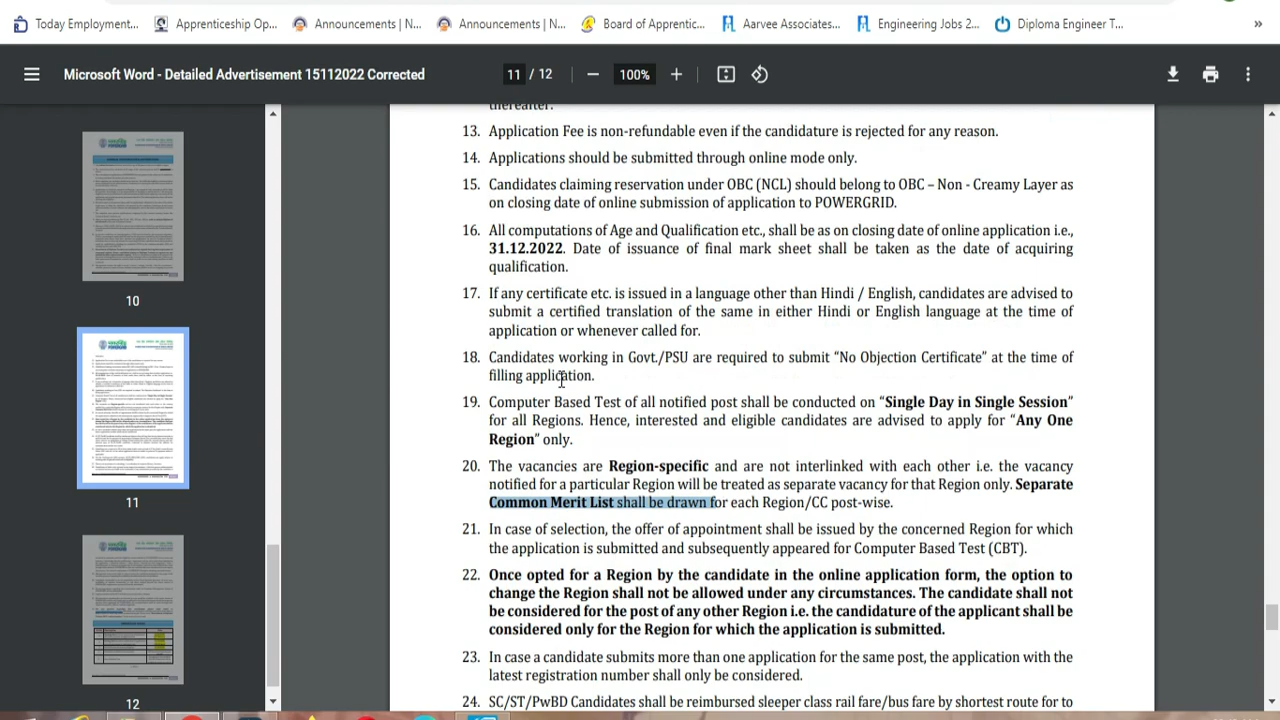 Today Employment...
Apprenticeship Op...
Announcements | N...
Announcements | N...
Board of Apprentic...
Aarvee Associates...
Engineering Jobs 2...
Diploma Engineer T...
»
Microsoft Word - Detailed Advertisement 15112022 Corrected
11 / 12
100%
thereafter.
13. Application Fee is non-refundable even if the candidature is rejected for any reason.
14. Applications should be submitted through online mode only.
15. Candidates claiming reservation under OBC (NCL) should belong to OBC – Non - Creamy Layer as
on closing date of online submission of application to POWERGRID.
16. All computations of Age and Qualification etc., shall be as on closing date of online application i.e.,
31.12.2022. Date of issuance of final mark sheet shall be taken as the date of acquiring
qualification.
17. If any certificate etc. is issued in a language other than Hindi / English, candidates are advised to
submit a certified translation of the same in either Hindi or English language at the time of
application or whenever called for.
18. Candidates working in Govt./PSU are required to submit “No Objection Certificate” at the time of
filling application.
19. Computer Based Test of all notified post shall be conducted on “Single Day in Single Session”
for all regions. Hence, interested and eligible candidates are advised to apply for “Any One
Region” only.
20. The vacancies are Region-specific and are not interlinked with each other i.e. the vacancy
notified for a particular Region will be treated as separate vacancy for that Region only. Separate
Common Merit List shall be drawn for each Region/CC post-wise.
21. In case of selection, the offer of appointment shall be issued by the concerned Region for which
the application is submitted and subsequently appeared for Computer Based Test (CBT).
22. Once opted for a Region by the candidate in the online application form, the option to
change the Region shall not be allowed under any circumstances. The candidate shall not
be considered for the post of any other Region i.e. the candidature of the applicant shall be
considered only for the Region for which the application is submitted.
23. In case a candidate submits more than one application for the same post, the application with the
latest registration number shall only be considered.
24. SC/ST/PwBD Candidates shall be reimbursed sleeper class rail fare/bus fare by shortest route for to
10
11
12